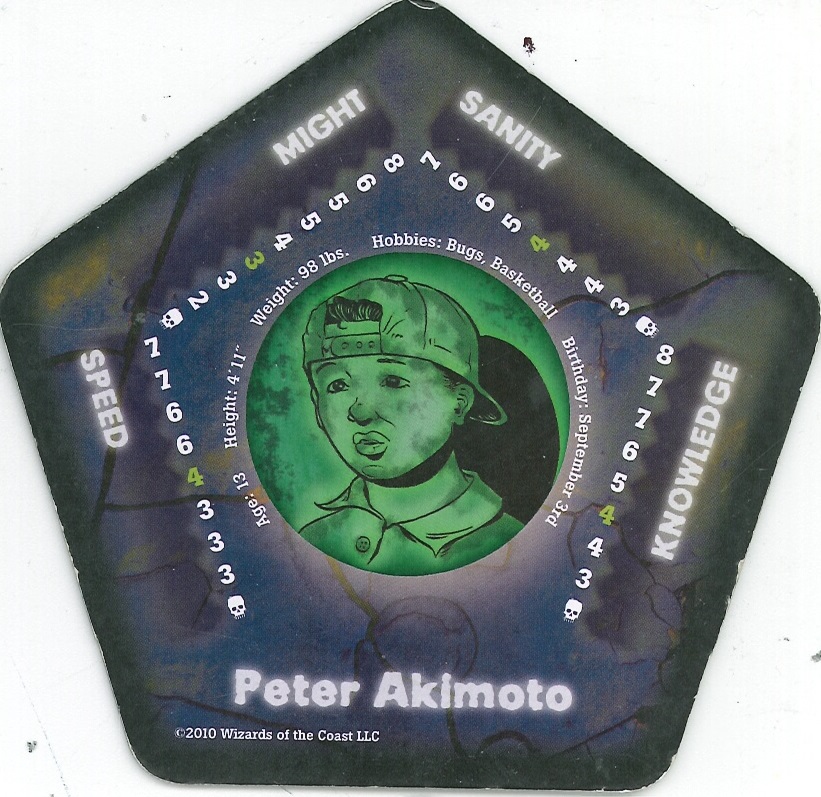 MIGHT
2 3 3 4 5 5 6 8
SANITY
7 6 6 5 4 4 4 3
SPEED
7 7 6 6 4 3 3 3
KNOWLEDGE
8 7 7 6 5 4 4 3
Age: 13 Height: 4'11" Weight: 98 lbs. Hobbies: Bugs, Basketball Birthday: September 3rd
Peter Akimoto
©2010 Wizards of the Coast LLC